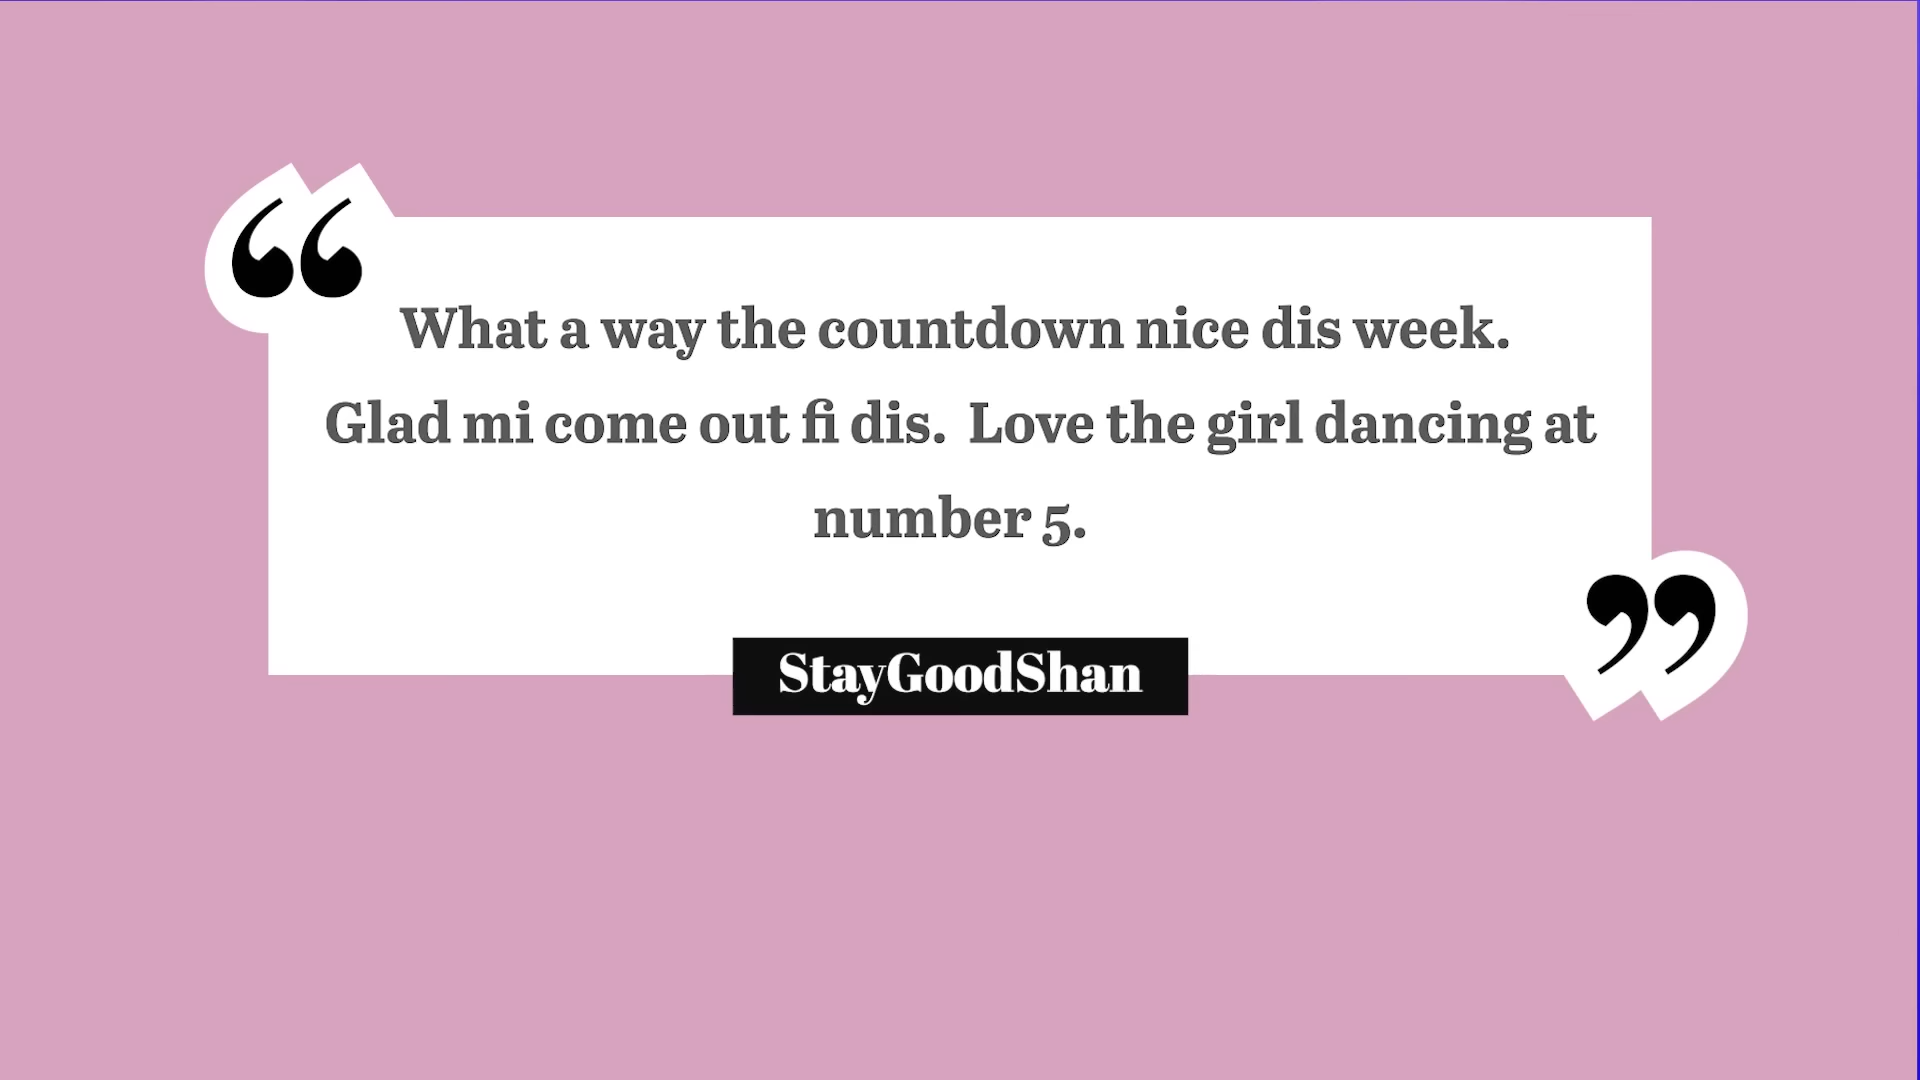 “
What a way the countdown nice dis week.
Glad mi come out fi dis.  Love the girl dancing at
number 5.
”
StayGoodShan